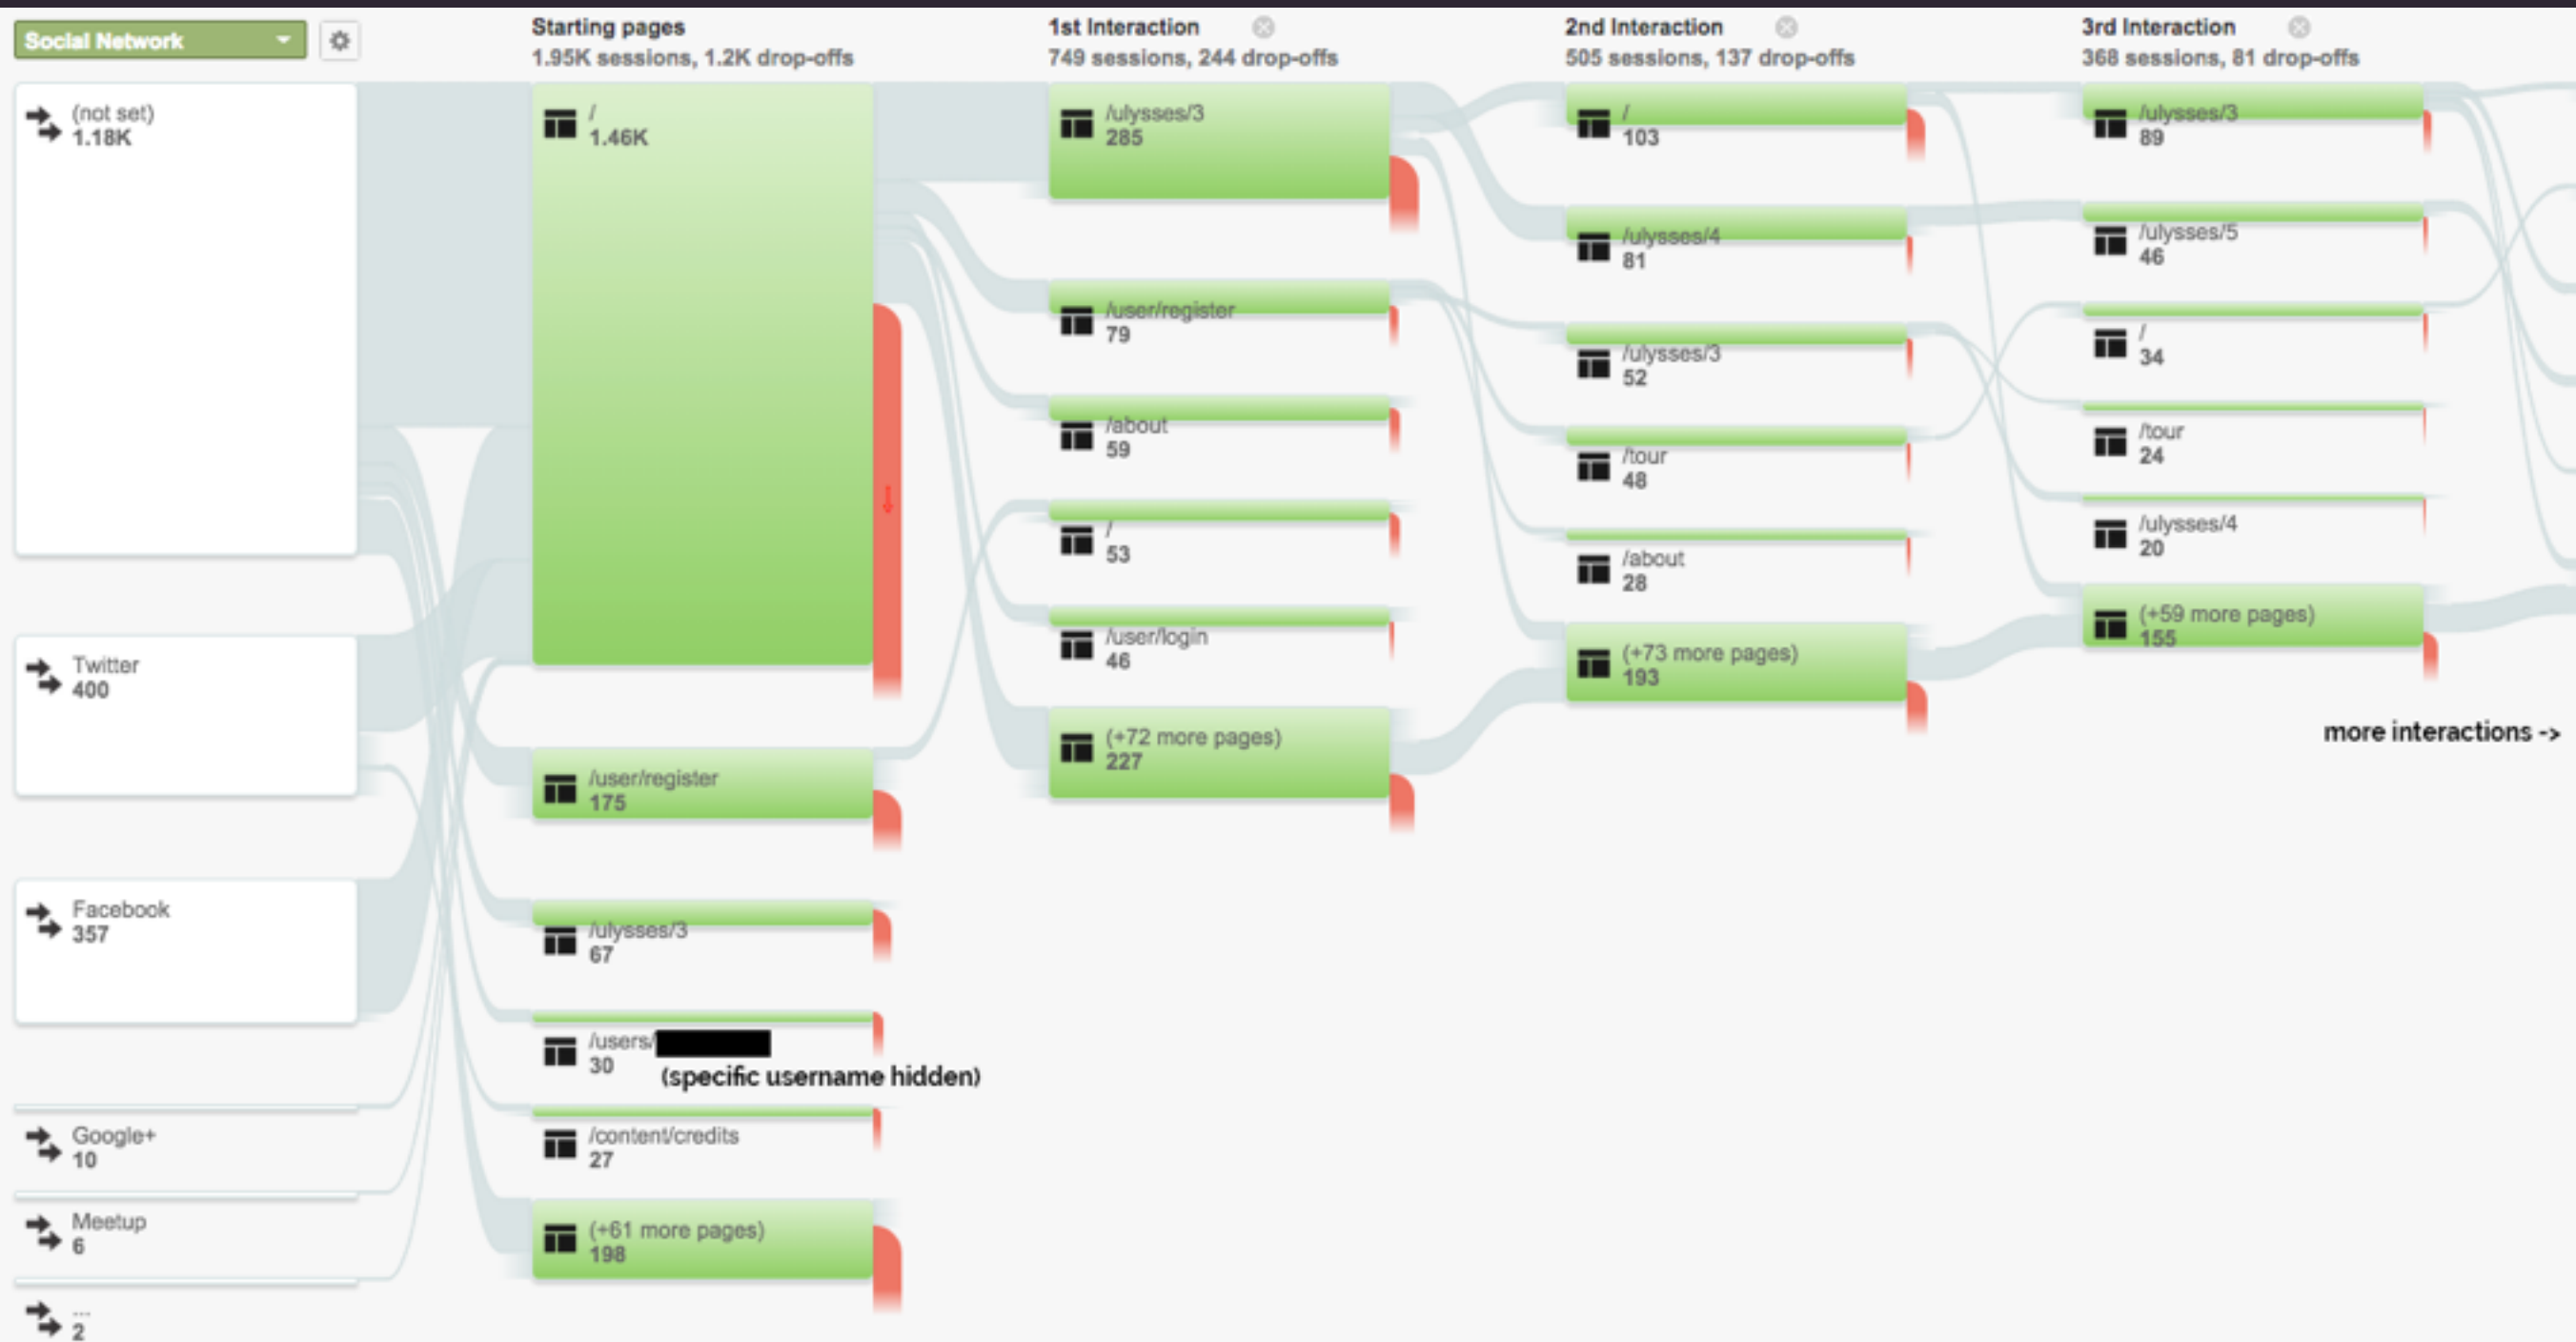 Social Network
(not set)
1.18K
Twitter
400
Facebook
357
Google+
10
Meetup
6
...
2
Starting pages
1.95K sessions, 1.2K drop-offs
/
1.46K
/user/register
175
/ulysses/3
67
/users/
30
(specific username hidden)
/content/credits
27
(+61 more pages)
198
1st Interaction
749 sessions, 244 drop-offs
/ulysses/3
285
/user/register
79
/about
59
/
53
/user/login
46
(+72 more pages)
227
2nd Interaction
505 sessions, 137 drop-offs
/
103
/ulysses/4
81
/ulysses/3
52
/tour
48
/about
28
(+73 more pages)
193
3rd Interaction
368 sessions, 81 drop-offs
/ulysses/3
89
/ulysses/5
46
/
34
/tour
24
/ulysses/4
20
(+59 more pages)
155
more interactions ->